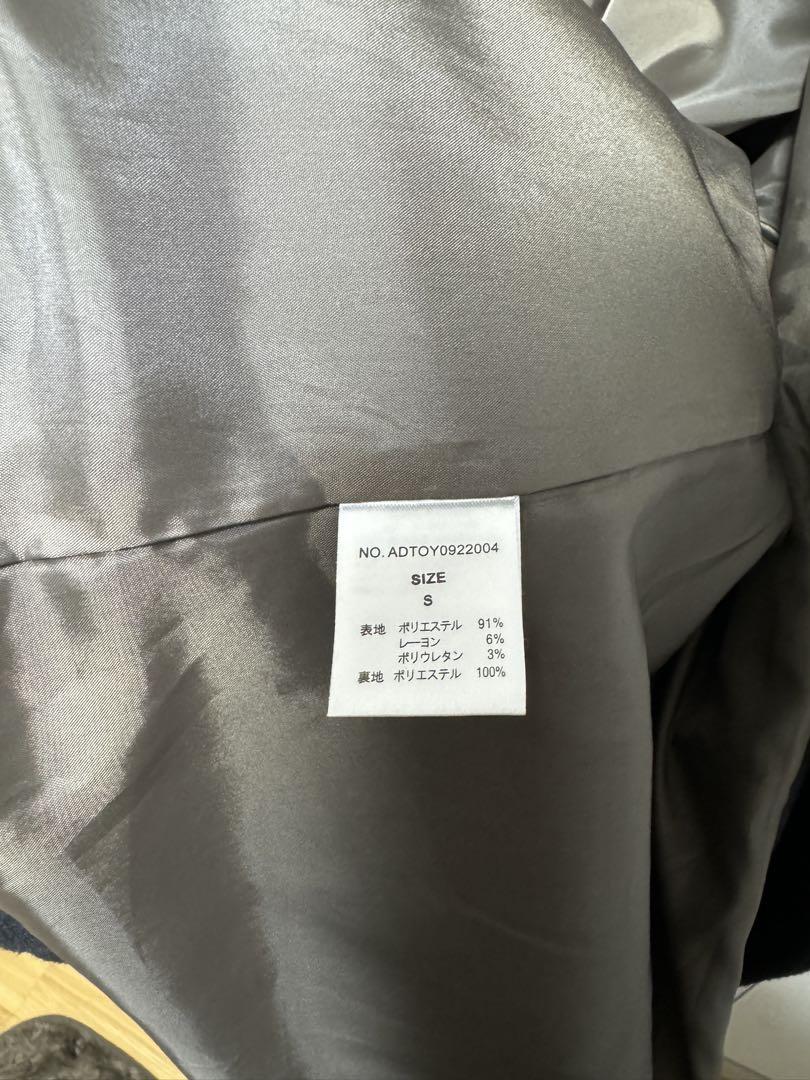 NO. ADTOY0922004
SIZE
S
表地 ポリエステル 91%
レーヨン 6%
ポリウレタン 3%
裏地 ポリエステル 100%